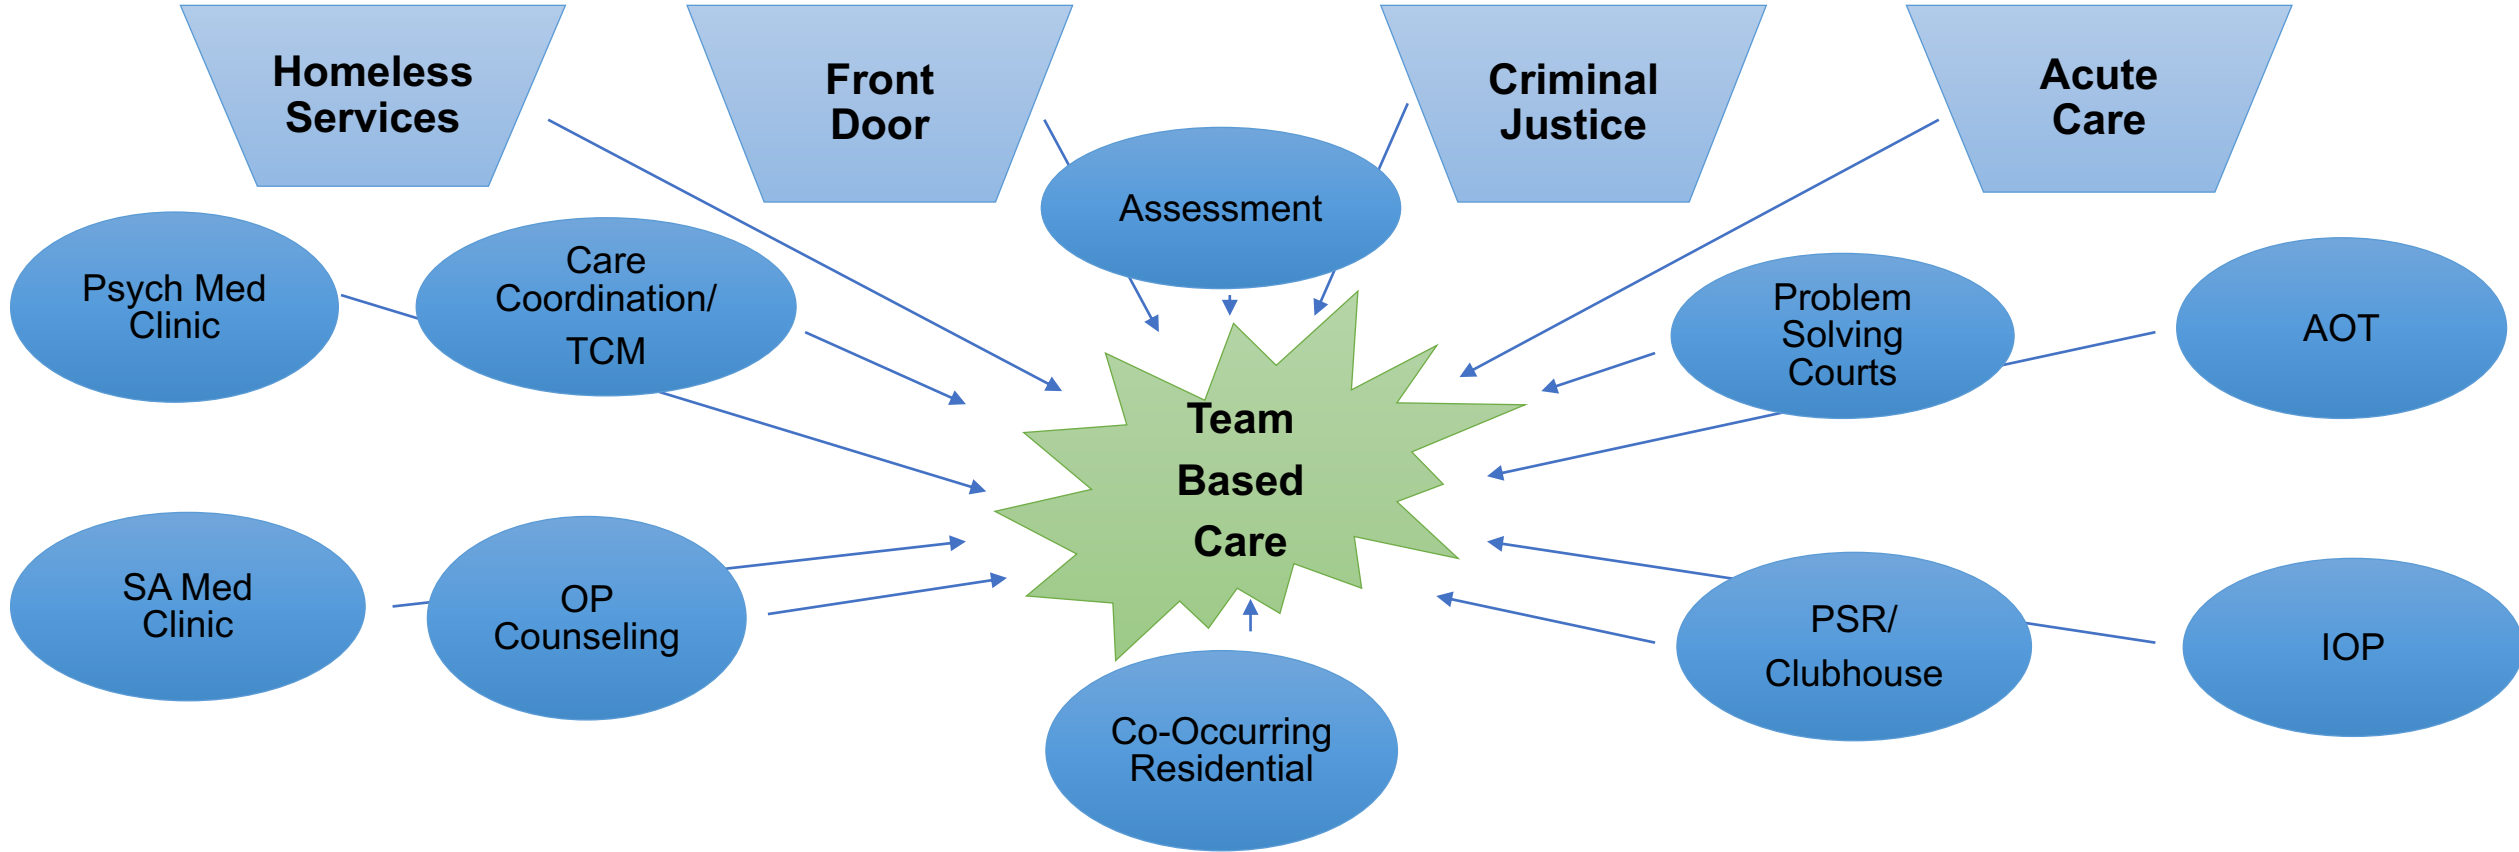 Homeless
Services
Front
Door
Criminal
Justice
Acute
Care
Assessment
Psych Med
Clinic
Care
Coordination/
TCM
Problem
Solving
Courts
AOT
Team
Based
Care
SA Med
Clinic
OP
Counseling
PSR/
Clubhouse
IOP
Co-Occurring
Residential